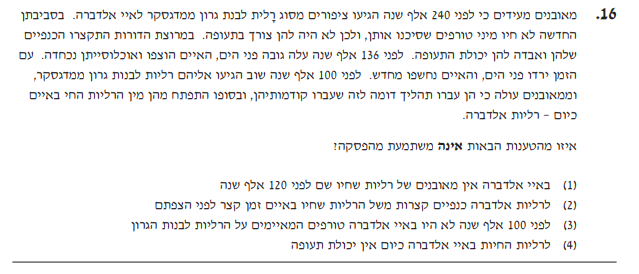 16. מאובנים מעידים כי לפני 240 אלף שנה הגיעו ציפורים מסוג רָלית לבנת גרון ממדגסקר לאיי אלדברה. בסביבתן
החדשה לא חיו מיני טורפים שסיכנו אותן, ולכן לא היה להן צורך בתעופה. במרוצת הדורות התקצרו הכנפיים
שלהן ואבדה להן יכולת התעופה. לפני 136 אלף שנה עלה גובה פני הים, האיים הוצפו ואוכלוסייתן נכחדה. עם
הזמן ירדו פני הים, והאיים נחשפו מחדש. לפני 100 אלף שנה שוב הגיעו אליהם רליות לבנות גרון ממדגסקר,
וממאובנים עולה כי הן עברו תהליך דומה לזה שעברו קודמותיהן, ובסופו התפתח מהן מין הרליות החי באיים
כיום – רליות אלדברה.
איזו מהטענות הבאות אינה משתמעת מהפסקה?
(1) באיי אלדברה אין מאובנים של רליות שחיו שם לפני 120 אלף שנה
(2) לרליות אלדברה כנפיים קצרות משל הרליות שחיו באיים זמן קצר לפני הצפתם
(3) לפני 100 אלף שנה לא היו באיי אלדברה טורפים המאיימים על הרליות לבנות הגרון
(4) לרליות החיות באיי אלדברה כיום אין יכולת תעופה